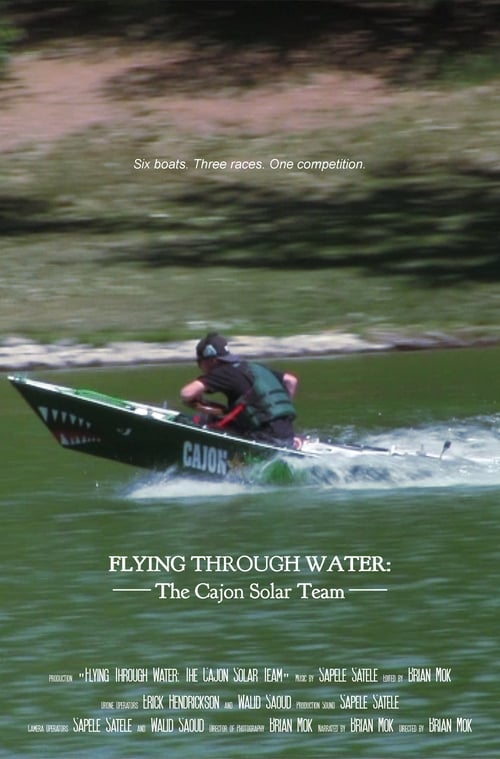 Six boats. Three races. One competition.
CAJON
FLYING THROUGH WATER:
The Cajon Solar Team
PRODUCTION "FLYING THROUGH WATER: THE CAJON SOLAR TEAM" MUSIC BY SAPELE SATELE EDITED BY BRIAN MOK
DRONE OPERATORS ERICK HENDRICKSON AND WALID SAOUD PRODUCTION SOUND SAPELE SATELE
CAMERA OPERATORS SAPELE SATELE AND WALID SAOUD DIRECTOR OF PHOTOGRAPHY BRIAN MOK NARRATED BY BRIAN MOK DIRECTED BY BRIAN MOK